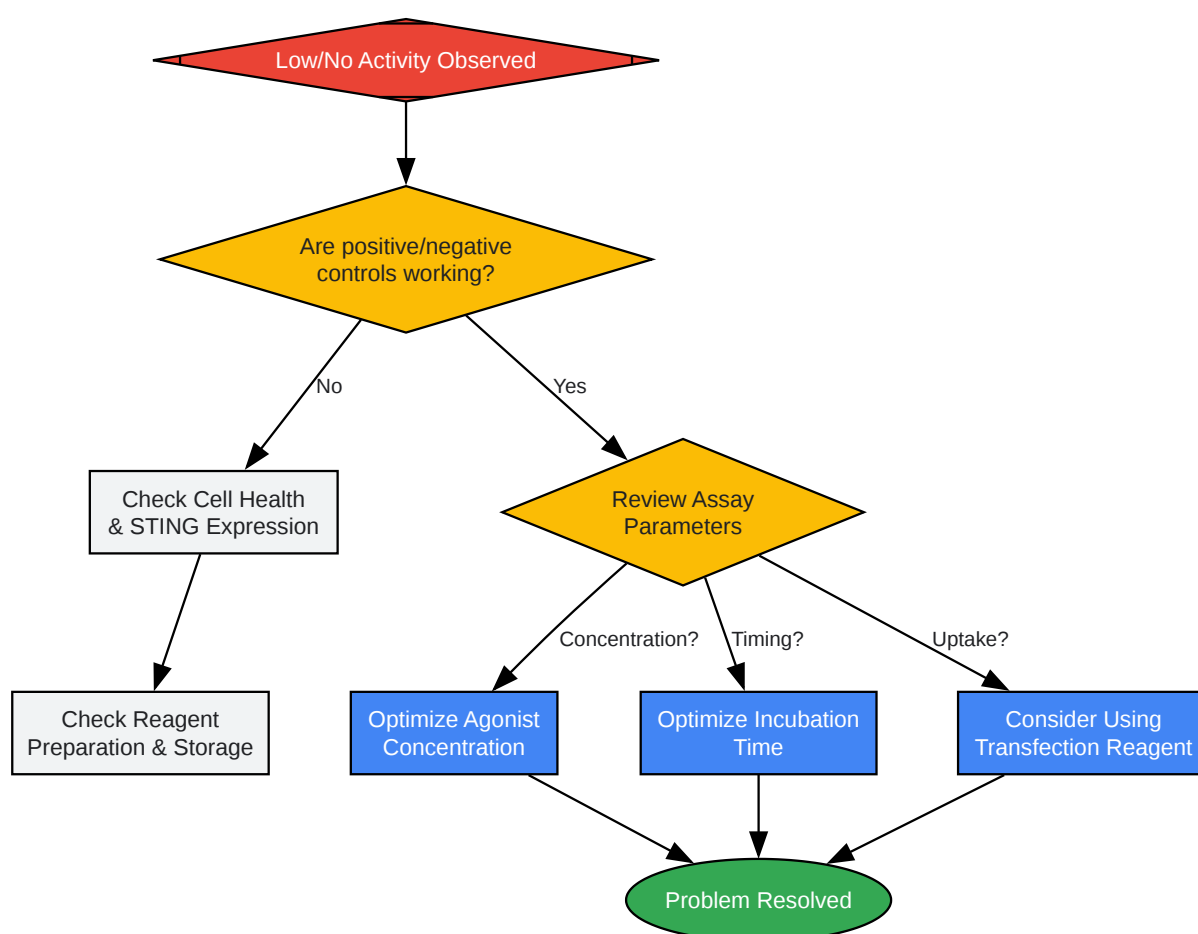 Low/No Activity Observed
Are positive/negative
controls working?
No
Yes
Check Cell Health
& STING Expression
Review Assay
Parameters
Concentration?
Timing?
Uptake?
Check Reagent
Preparation & Storage
Optimize Agonist
Concentration
Optimize Incubation
Time
Consider Using
Transfection Reagent
Problem Resolved